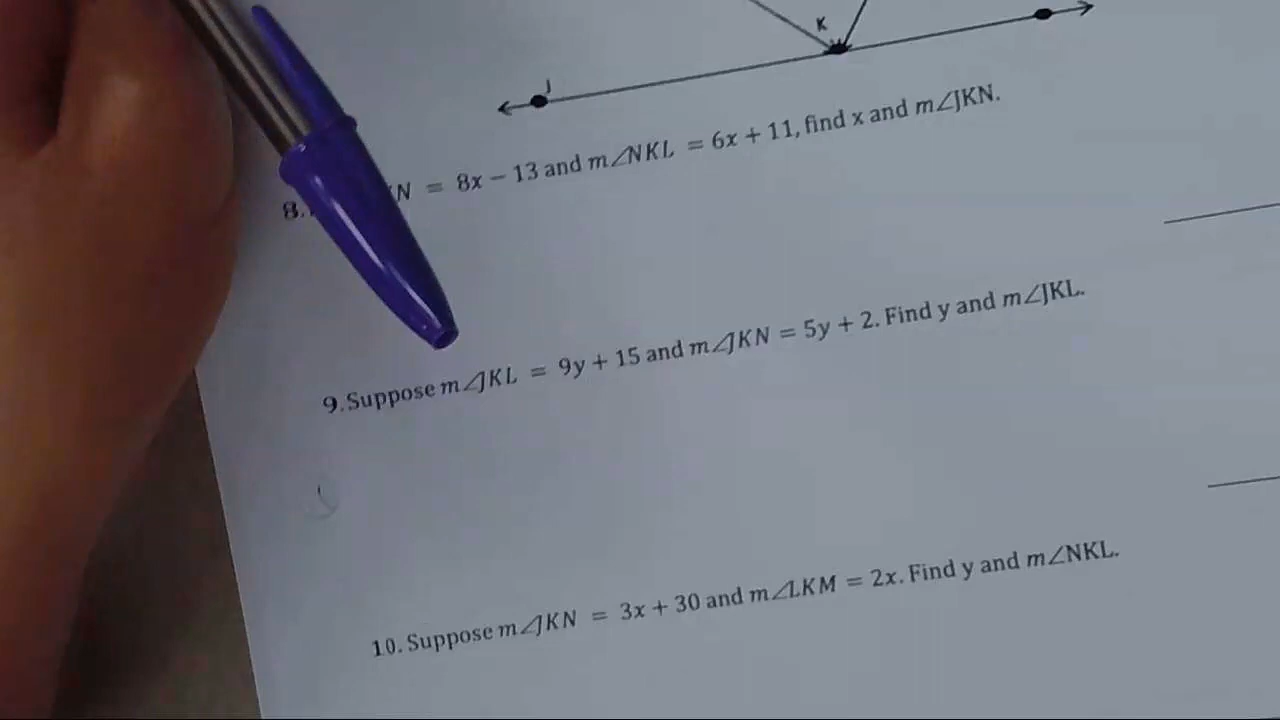 K
J
8. N = 8x − 13 and m∠NKL = 6x + 11, find x and m∠JKN.
9. Suppose m∠JKL = 9y + 15 and m∠JKN = 5y + 2. Find y and m∠JKL.
10. Suppose m∠JKN = 3x + 30 and m∠LKM = 2x. Find y and m∠NKL.